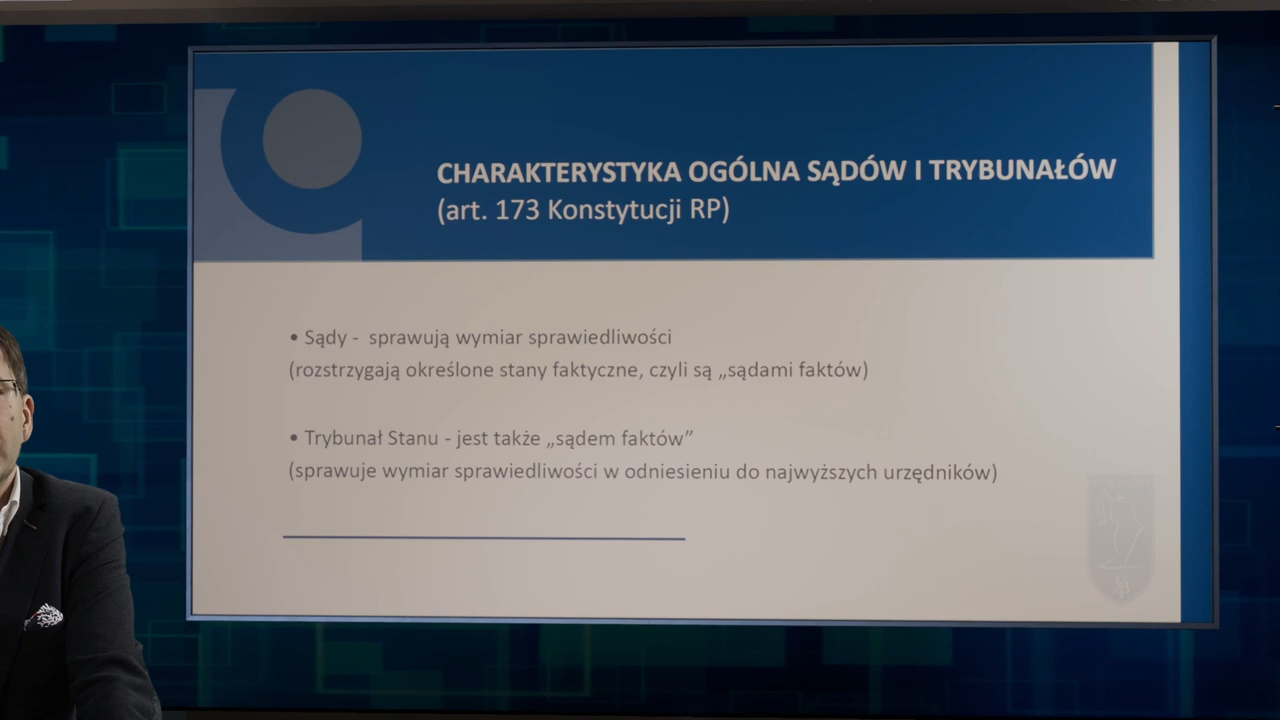 CHARAKTERYSTYKA OGÓLNA SĄDÓW I TRYBUNAŁÓW
(art. 173 Konstytucji RP)
• Sądy - sprawują wymiar sprawiedliwości
(rozstrzygają określone stany faktyczne, czyli są „sądami faktów)
• Trybunał Stanu - jest także „sądem faktów”
(sprawuje wymiar sprawiedliwości w odniesieniu do najwyższych urzędników)